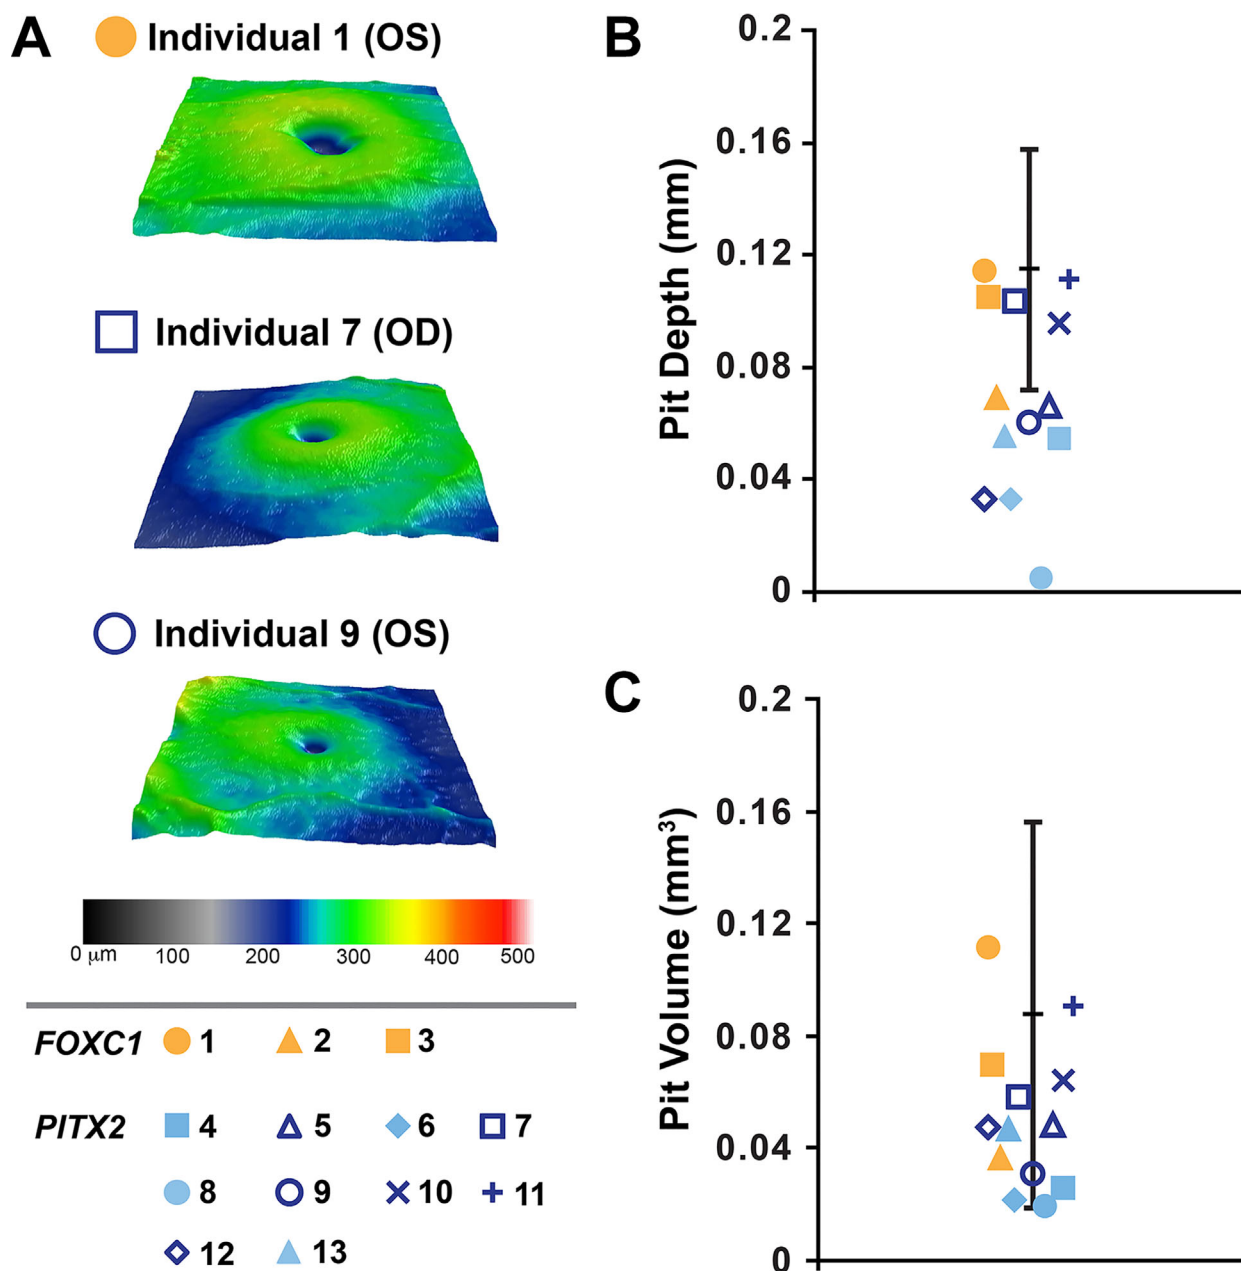 A
Individual 1 (OS)
Individual 7 (OD)
Individual 9 (OS)
0 μm 100 200 300 400 500
FOXC1 1 2 3
PITX2 4 5 6 7
8 9 10 11
12 13
B
Pit Depth (mm)
0.2
0.16
0.12
0.08
0.04
0
C
Pit Volume (mm³)
0.2
0.16
0.12
0.08
0.04
0